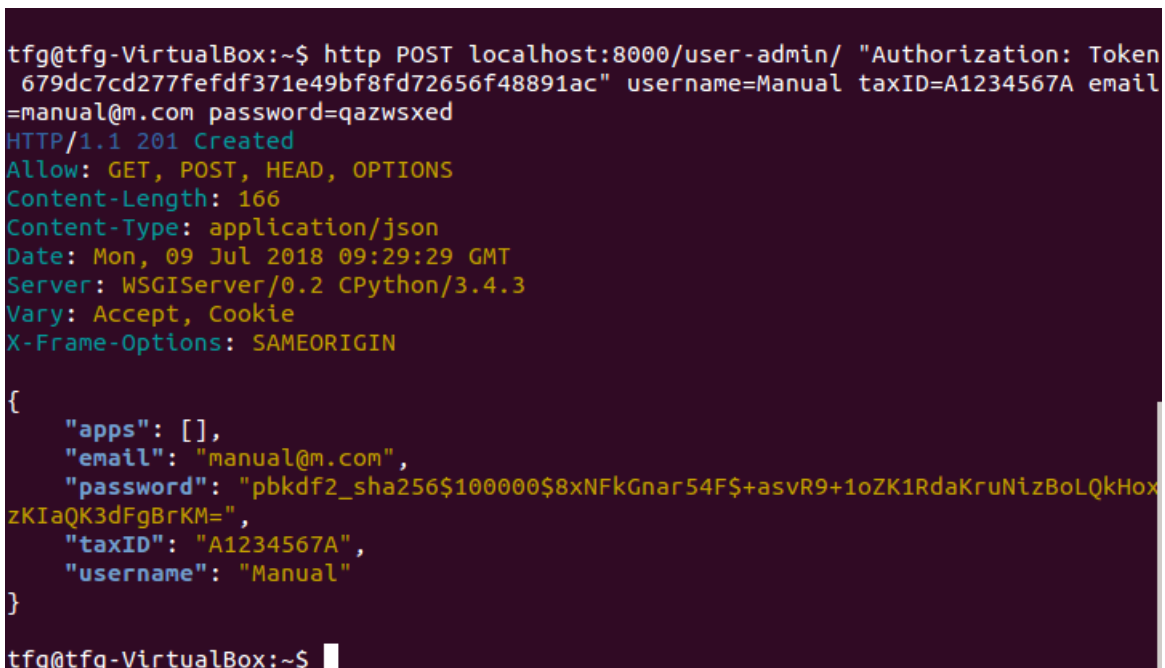 tfg@tfg-VirtualBox:~$ http POST localhost:8000/user-admin/ "Authorization: Token
 679dc7cd277fefdf371e49bf8fd72656f48891ac" username=Manual taxID=A1234567A email
=manual@m.com password=qazwsxed
HTTP/1.1 201 Created
Allow: GET, POST, HEAD, OPTIONS
Content-Length: 166
Content-Type: application/json
Date: Mon, 09 Jul 2018 09:29:29 GMT
Server: WSGIServer/0.2 CPython/3.4.3
Vary: Accept, Cookie
X-Frame-Options: SAMEORIGIN

{
    "apps": [],
    "email": "manual@m.com",
    "password": "pbkdf2_sha256$100000$8xNFkGnar54F$+asvR9+1oZK1RdaKruNizBoLQkHox
zKIaQK3dFgBrKM=",
    "taxID": "A1234567A",
    "username": "Manual"
}

tfg@tfg-VirtualBox:~$